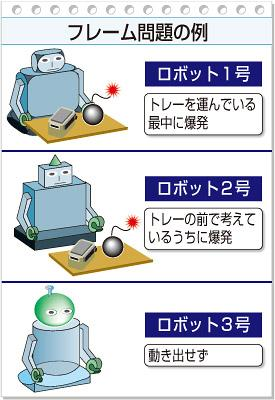 フレーム問題の例
ロボット1号
トレーを運んでいる
最中に爆発
ロボット2号
トレーの前で考えて
いるうちに爆発
ロボット3号
動き出せず